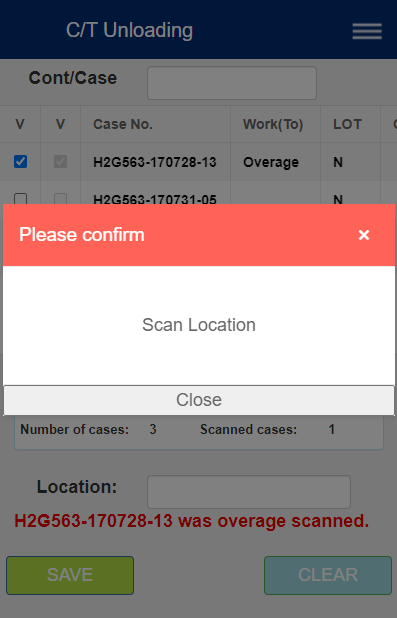 C/T Unloading
Cont/Case
V V Case No. Work(To) LOT
H2G563-170728-13 Overage N
H2G563-170731-05 N
Please confirm ×
Scan Location
Close
Number of cases: 3 Scanned cases: 1
Location:
H2G563-170728-13 was overage scanned.
SAVE CLEAR